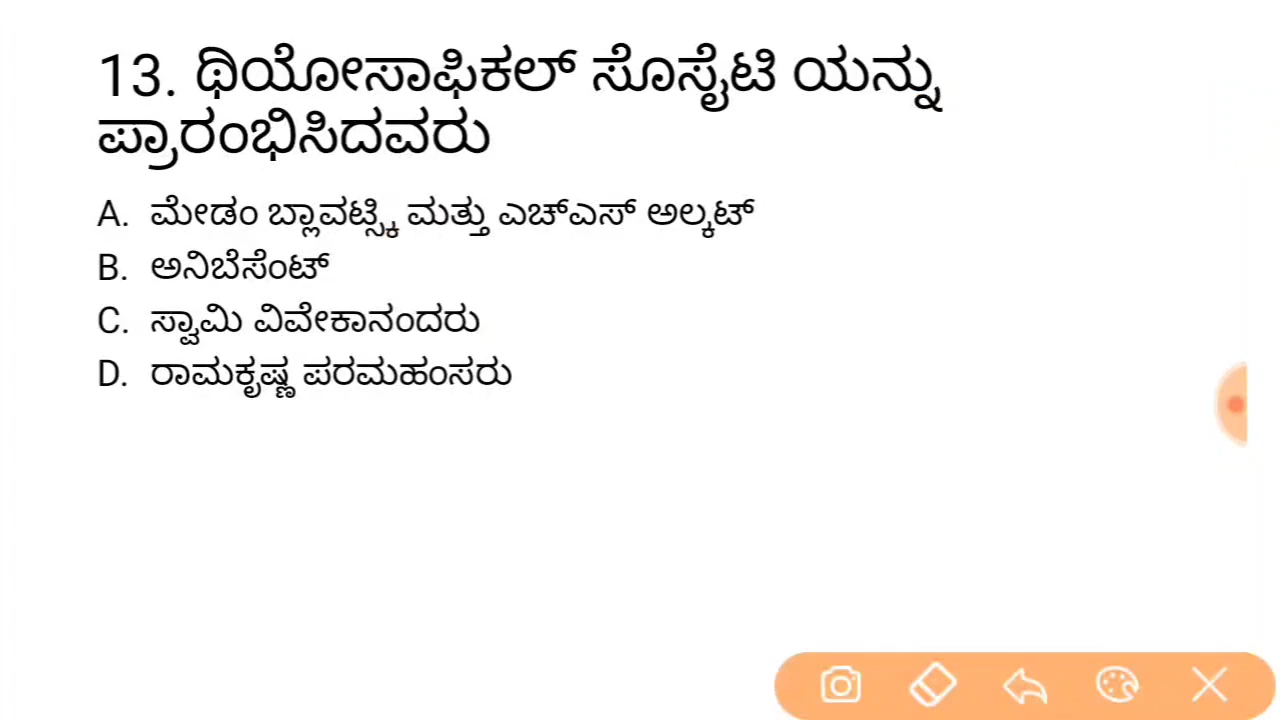 13. ಥಿಯೋಸಾಫಿಕಲ್ ಸೊಸೈಟಿ ಯನ್ನು
ಪ್ರಾರಂಭಿಸಿದವರು
A. ಮೇಡಂ ಬ್ಲಾವಟ್ಸ್ಕಿ ಮತ್ತು ಎಚ್ಎಸ್ ಅಲ್ಕಟ್
B. ಅನಿಬೆಸೆಂಟ್
C. ಸ್ವಾಮಿ ವಿವೇಕಾನಂದರು
D. ರಾಮಕೃಷ್ಣ ಪರಮಹಂಸರು